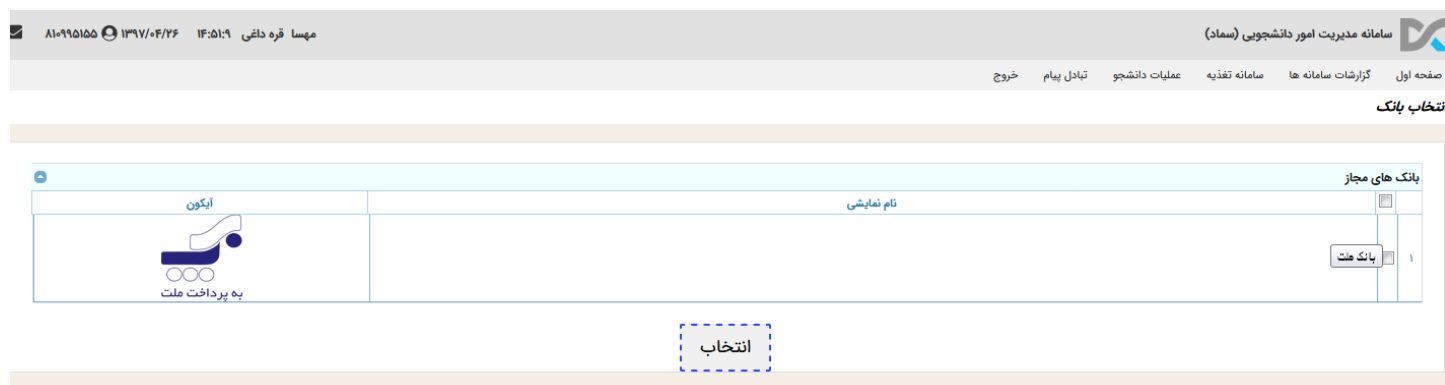 سامانه مدیریت امور دانشجویی (سماد)
مهسا قره داغی ۱۴:۵۱:۹ ۱۳۹۷/۰۴/۲۶ ۸۱۰۹۹۵۱۵۵
صفحه اول گزارشات سامانه ها سامانه تغذیه عملیات دانشجو تبادل پیام خروج
نتخاب بانک
بانک های مجاز
نام نمایشی آیکون
۱ بانک ملت
به پرداخت ملت
انتخاب